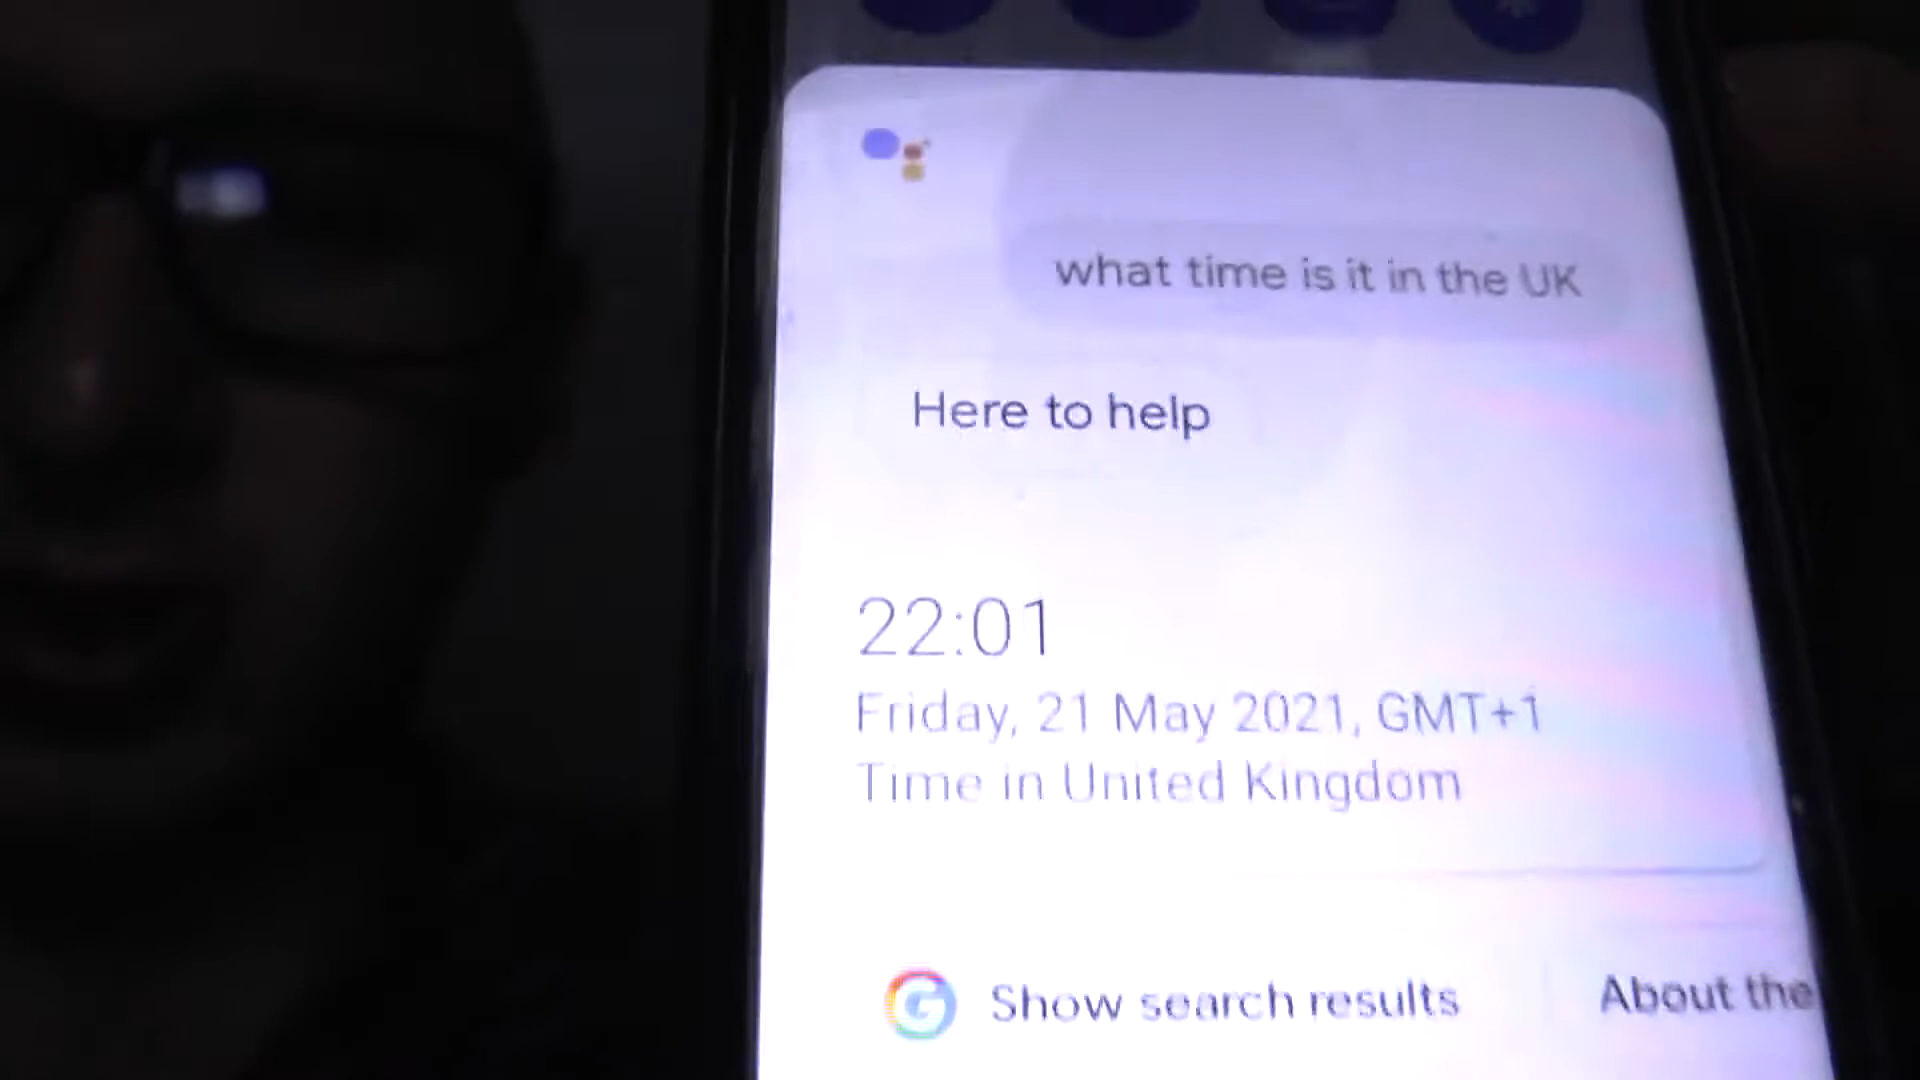 what time is it in the UK
Here to help
22:01
Friday, 21 May 2021, GMT+1
Time in United Kingdom
Show search results
About the